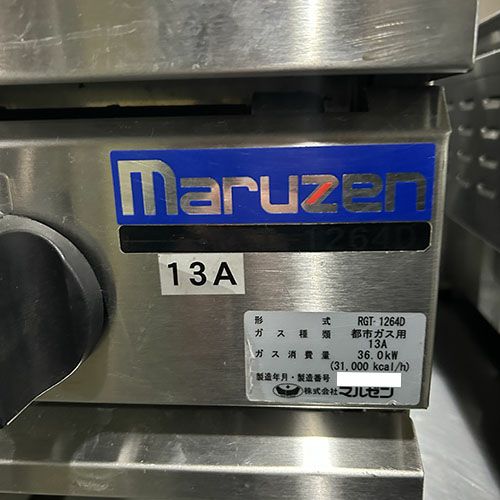 maruzen
1264D
13A
形 式 RGT-1264D
ガス種類 都市ガス用
13A
ガス消費量 36.0kW
(31,000 kcal/h)
製造年月・製造番号
株式会社マルゼン